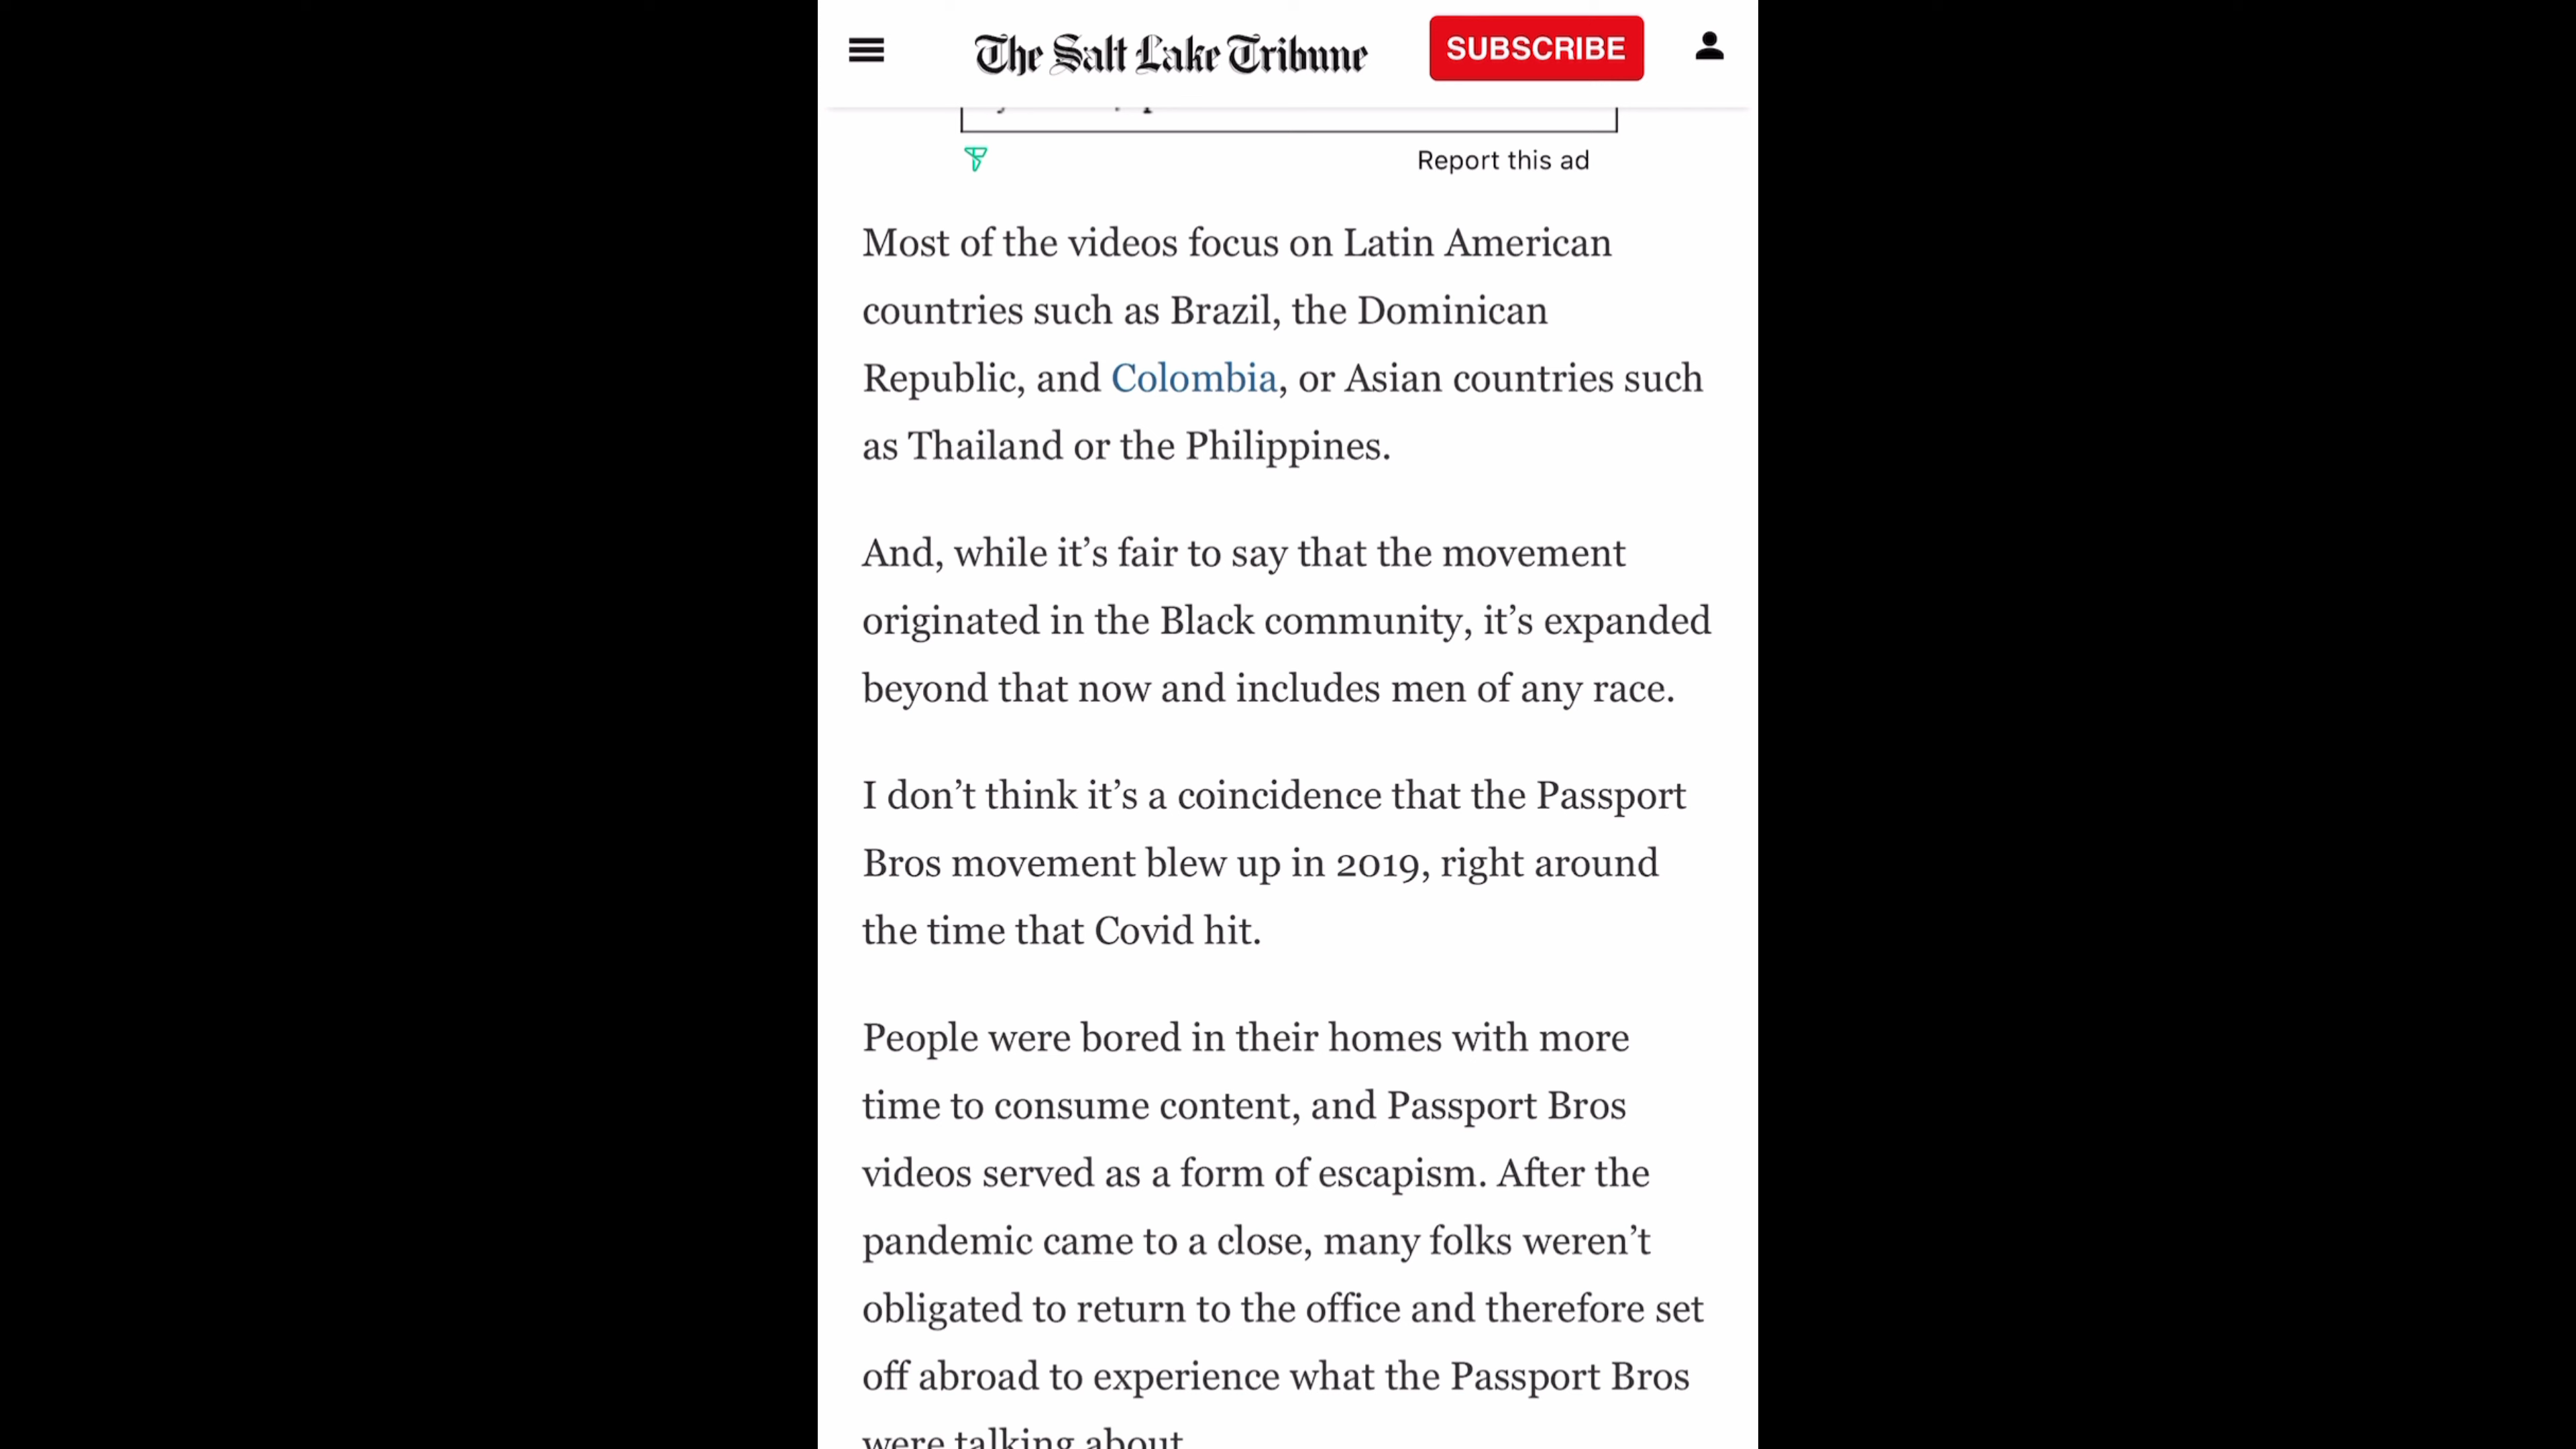 The Salt Lake Tribune
SUBSCRIBE
Report this ad
Most of the videos focus on Latin American
countries such as Brazil, the Dominican
Republic, and Colombia, or Asian countries such
as Thailand or the Philippines.
And, while it’s fair to say that the movement
originated in the Black community, it’s expanded
beyond that now and includes men of any race.
I don’t think it’s a coincidence that the Passport
Bros movement blew up in 2019, right around
the time that Covid hit.
People were bored in their homes with more
time to consume content, and Passport Bros
videos served as a form of escapism. After the
pandemic came to a close, many folks weren’t
obligated to return to the office and therefore set
off abroad to experience what the Passport Bros
were talking about